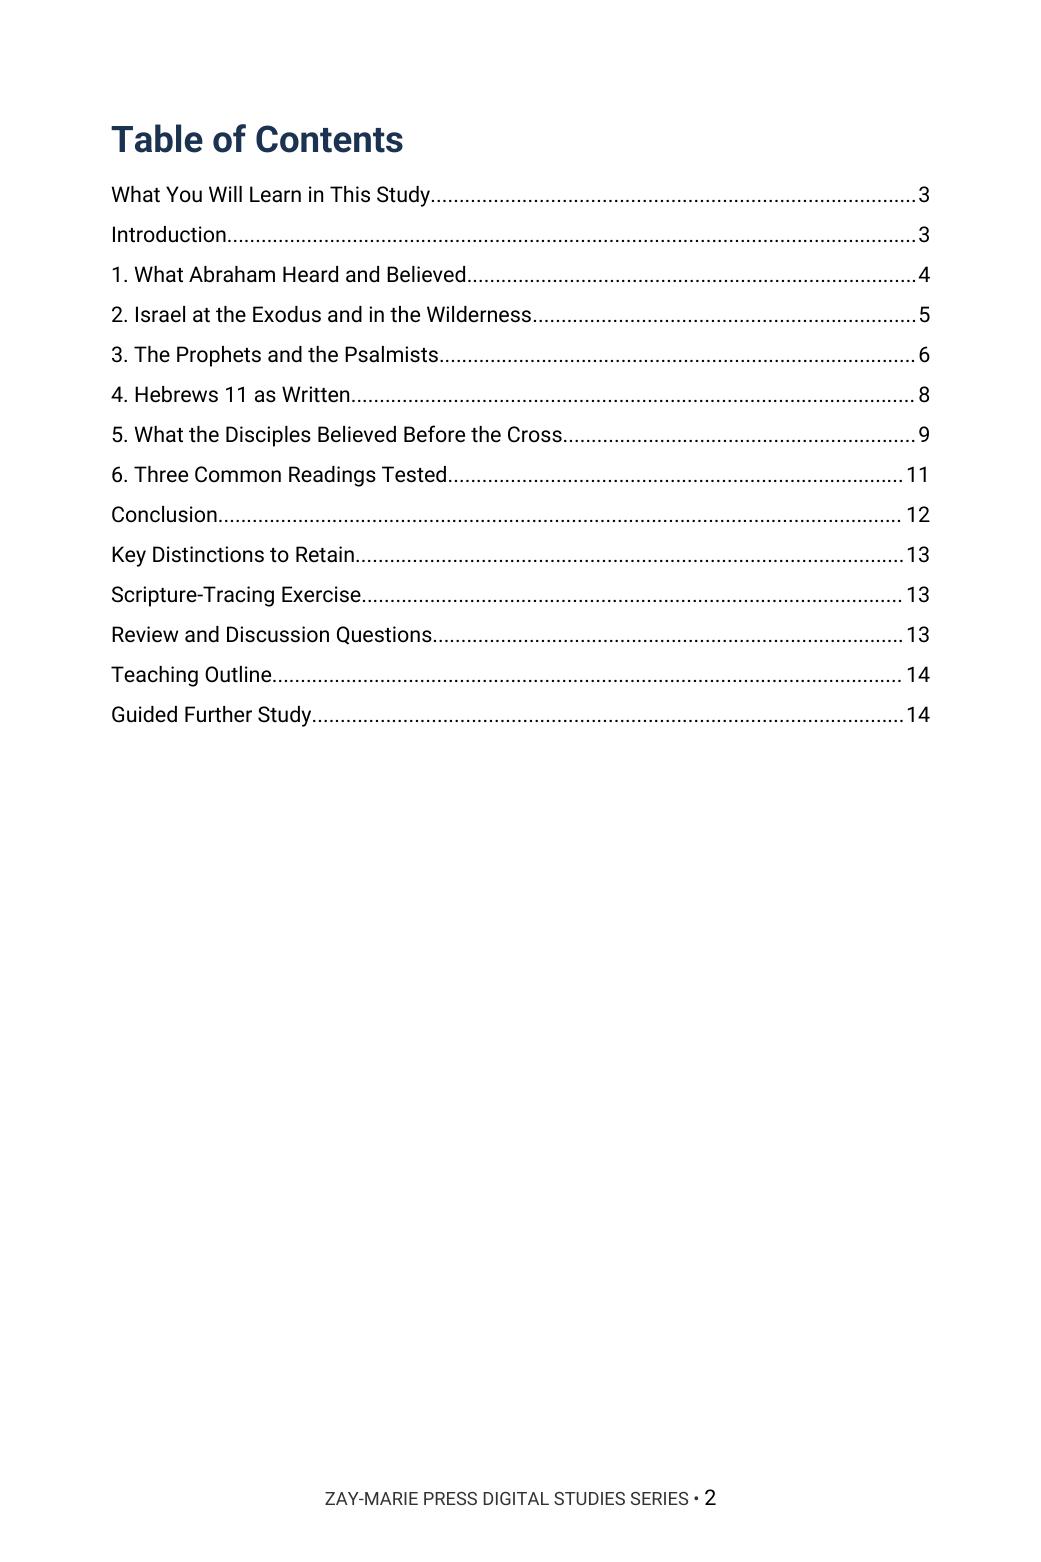 Table of Contents
What You Will Learn in This Study 3
Introduction 3
1. What Abraham Heard and Believed 4
2. Israel at the Exodus and in the Wilderness 5
3. The Prophets and the Psalmists 6
4. Hebrews 11 as Written 8
5. What the Disciples Believed Before the Cross 9
6. Three Common Readings Tested 11
Conclusion 12
Key Distinctions to Retain 13
Scripture-Tracing Exercise 13
Review and Discussion Questions 13
Teaching Outline 14
Guided Further Study 14
ZAY-MARIE PRESS DIGITAL STUDIES SERIES • 2